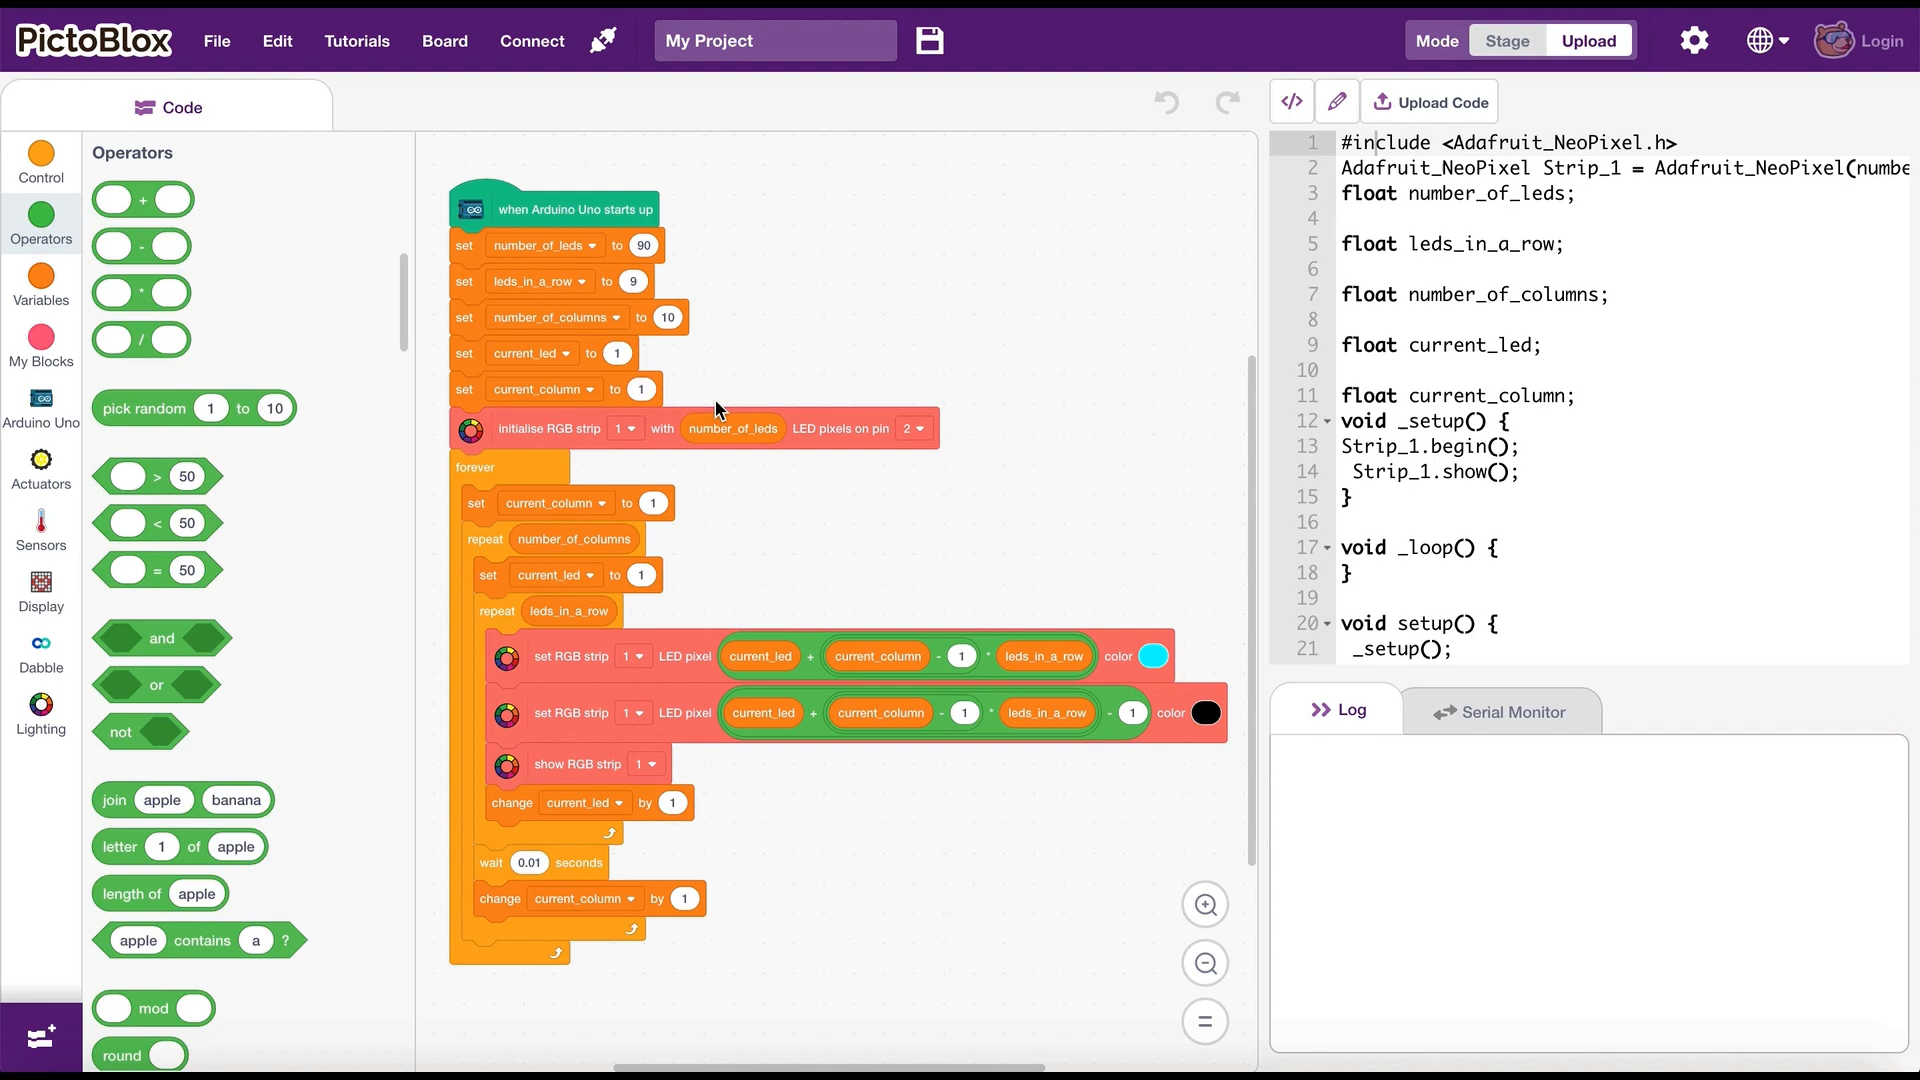 PictoBlox File Edit Tutorials Board Connect My Project Mode Stage Upload Login
Code
Control
Operators
Variables
My Blocks
Arduino Uno
Actuators
Sensors
Display
Dabble
Lighting
Operators
+
-
*
/
pick random 1 to 10
> 50
< 50
= 50
and
or
not
join apple banana
letter 1 of apple
length of apple
apple contains a ?
mod
round
when Arduino Uno starts up
set number_of_leds to 90
set leds_in_a_row to 9
set number_of_columns to 10
set current_led to 1
set current_column to 1
initialise RGB strip 1 with number_of_leds LED pixels on pin 2
forever
set current_column to 1
repeat number_of_columns
set current_led to 1
repeat leds_in_a_row
set RGB strip 1 LED pixel current_led + current_column - 1 * leds_in_a_row color
set RGB strip 1 LED pixel current_led + current_column - 1 * leds_in_a_row - 1 color
show RGB strip 1
change current_led by 1
wait 0.01 seconds
change current_column by 1
Upload Code
1 #include <Adafruit_NeoPixel.h>
2 Adafruit_NeoPixel Strip_1 = Adafruit_NeoPixel(numbe
3 float number_of_leds;
4
5 float leds_in_a_row;
6
7 float number_of_columns;
8
9 float current_led;
10
11 float current_column;
12 void _setup() {
13 Strip_1.begin();
14 Strip_1.show();
15 }
16
17 void _loop() {
18 }
19
20 void setup() {
21 _setup();
Log Serial Monitor